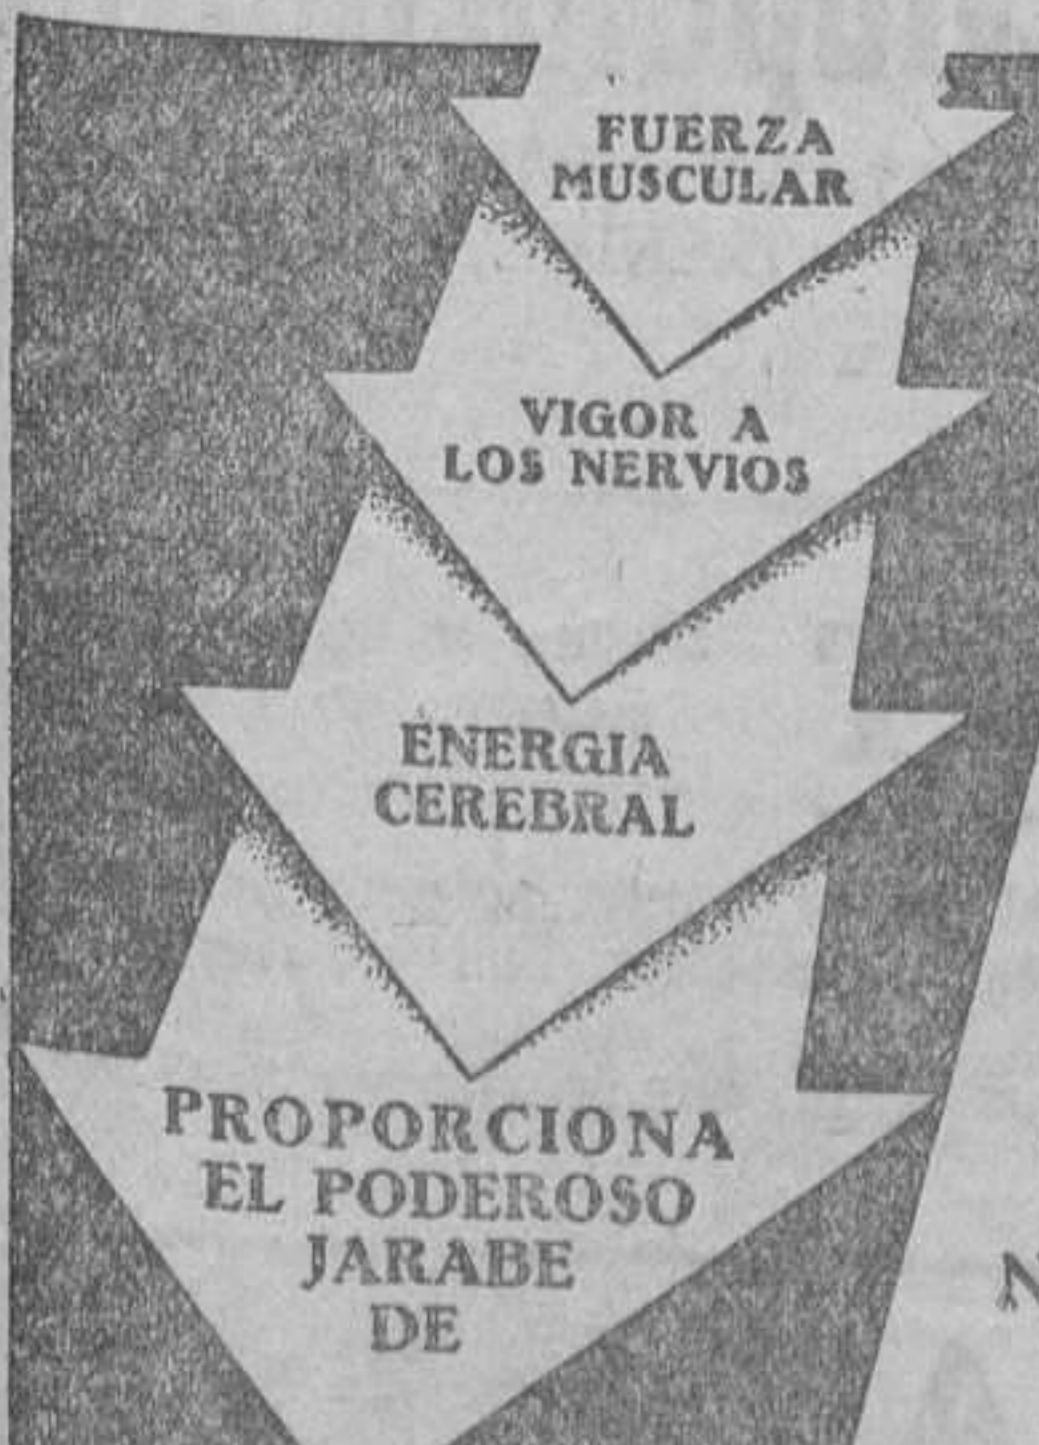 FUERZA
MUSCULAR
VIGOR A
LOS NERVIOS
ENERGIA
CEREBRAL
PROPORCIONA
EL PODEROSO
JARABE
DE
N